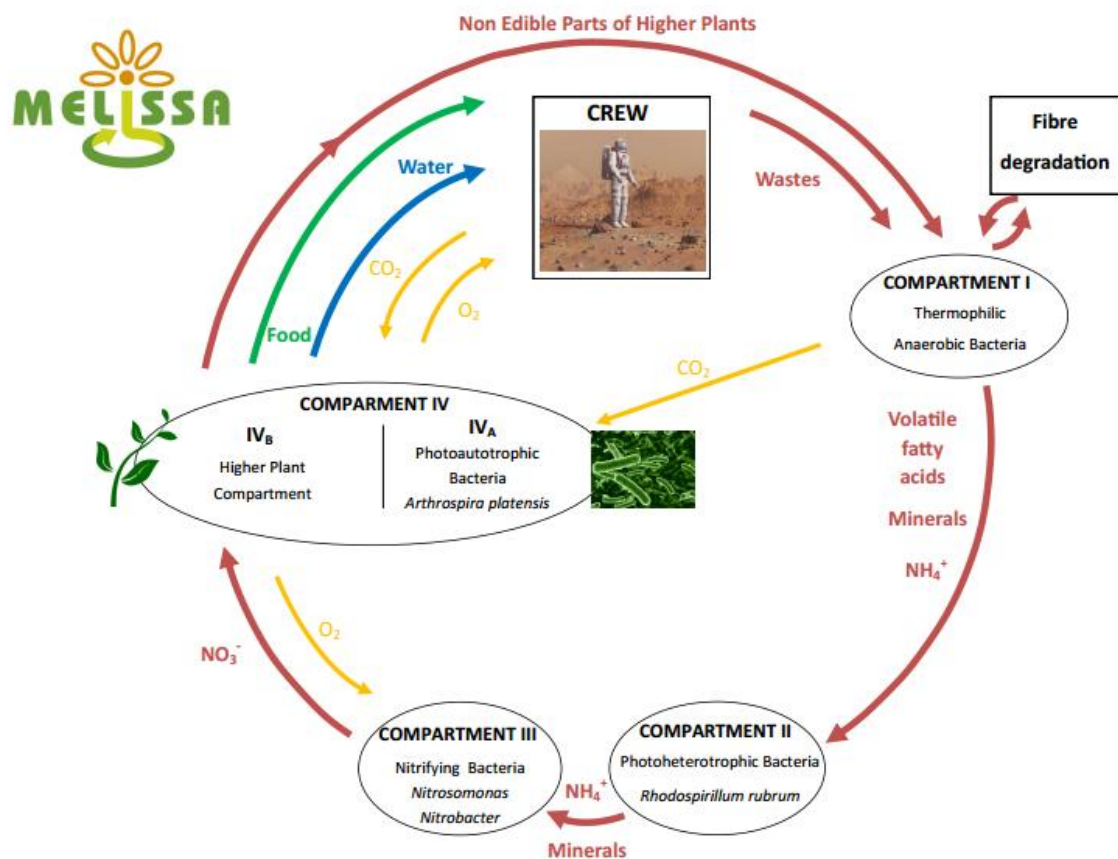 Non Edible Parts of Higher Plants
MELISSA
CREW
Fibre
degradation
Water
Wastes
CO₂
O₂
Food
COMPARTMENT I
Thermophilic
Anaerobic Bacteria
CO₂
COMPARMENT IV
IV_B
Higher Plant
Compartment
IV_A
Photoautotrophic
Bacteria
Arthrospira platensis
Volatile
fatty
acids
Minerals
NH₄⁺
O₂
NO₃⁻
COMPARTMENT III
Nitrifying Bacteria
Nitrosomonas
Nitrobacter
NH₄⁺
Minerals
COMPARTMENT II
Photoheterotrophic Bacteria
Rhodospirillum rubrum